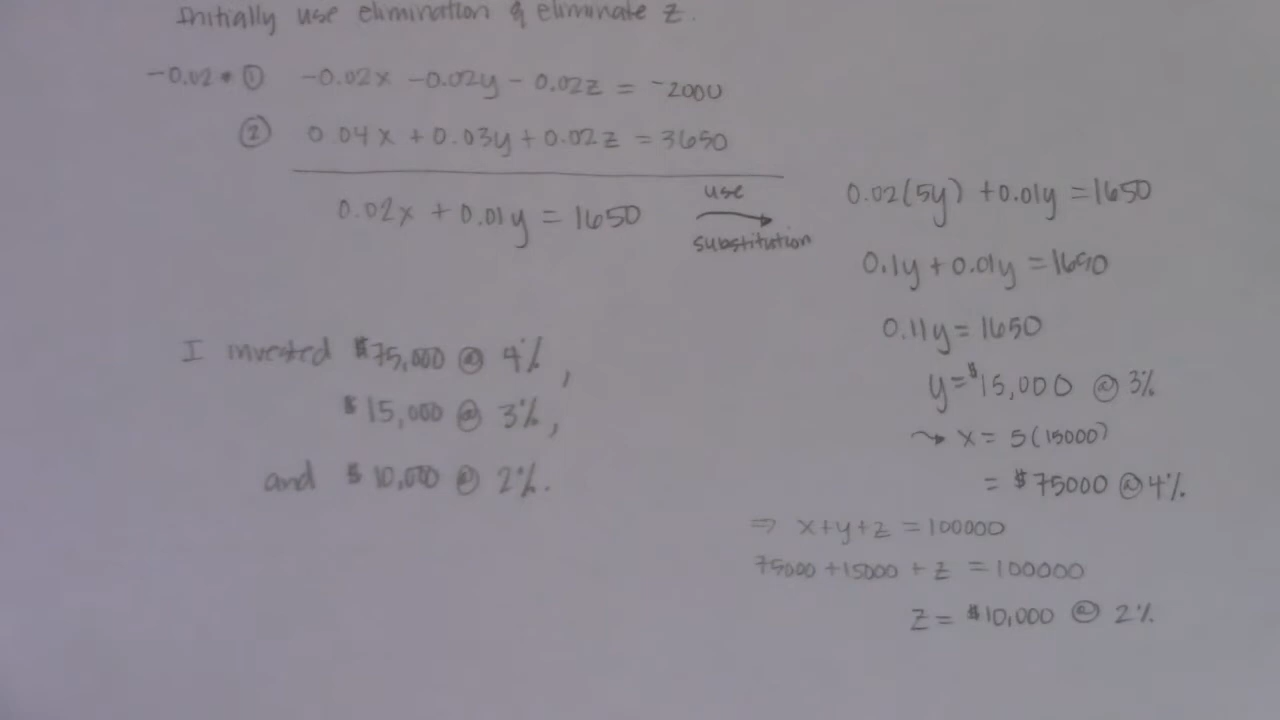 Initially use elimination & eliminate z.
-0.02 • ① -0.02x -0.02y - 0.02z = -2000
② 0.04x + 0.03y + 0.02z = 3650
0.02x + 0.01y = 1650
use
substitution
0.02(5y) + 0.01y = 1650
0.1y + 0.01y = 1650
0.11y = 1650
y = $15,000 @ 3%
→ x = 5(15000)
= $75000 @ 4%
⇒ x+y+z = 100000
75000 + 15000 + z = 100000
z = $10,000 @ 2%
I invested $75,000 @ 4%,
$15,000 @ 3%,
and $10,000 @ 2%.